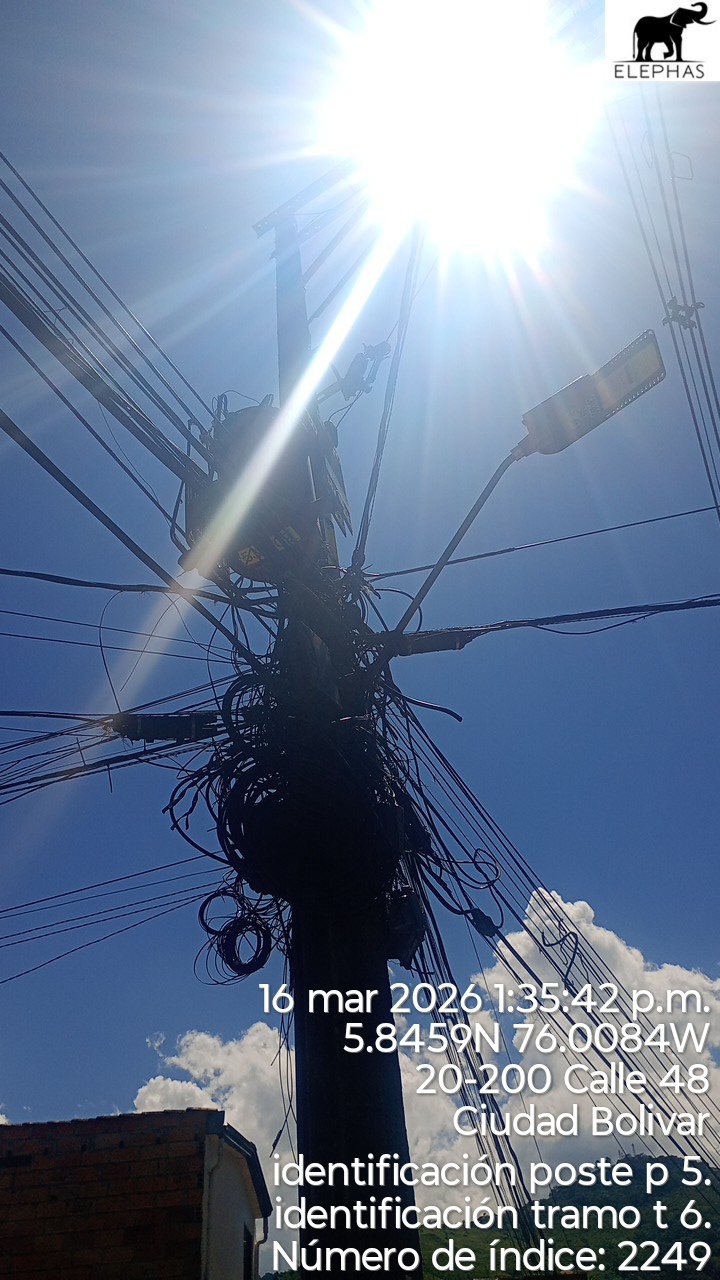 ELEPHAS
16 mar 2026 1:35:42 p.m.
5.8459N 76.0084W
20-200 Calle 48
Ciudad Bolivar
identificación poste p 5.
identificación tramo t 6.
Número de índice: 2249